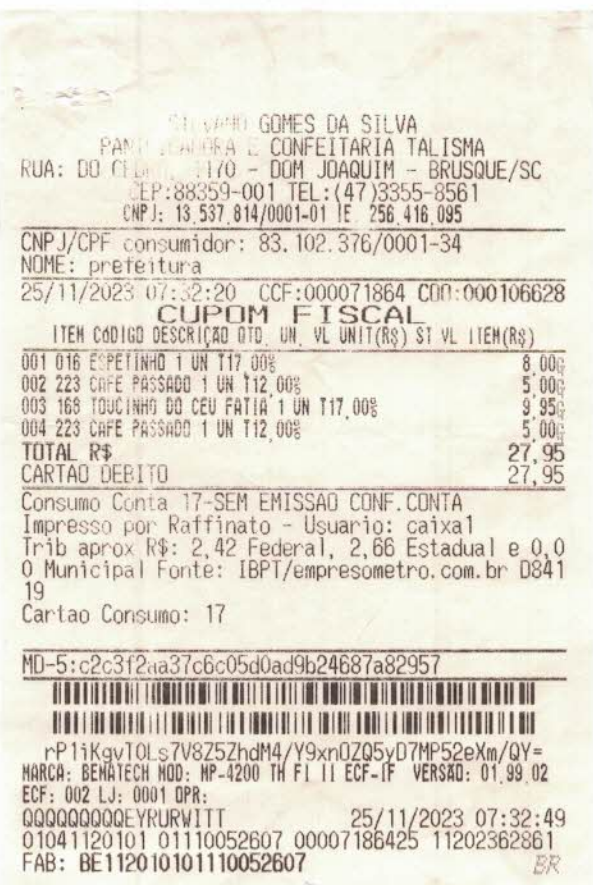 GOMES DA SILVA
E CONFEITARIA TALISMA
RUA: DO - DOM JOAQUIM - BRUSQUE/SC
CEP:88359-001 TEL:(47)3355-8561
CNPJ: 13.537.814/0001-01 IE 256.416.095
CNPJ/CPF consumidor: 83.102.376/0001-34
NOME: prefeitura
25/11/2023 07:32:20 CCF:000071864 COO:000106628
CUPOM FISCAL
ITEM CÓDIGO DESCRIÇÃO QTD. UN. VL UNIT(R$) ST VL ITEM(R$)
001 016 ESPETINHO 1 UN T17,00% 8,00G
002 223 CAFE PASSADO 1 UN T12,00% 5,00G
003 168 TOUCINHO DO CEU FATIA 1 UN T17,00% 9,95G
004 223 CAFE PASSADO 1 UN T12,00% 5,00G
TOTAL R$ 27,95
CARTAO DEBITO 27,95
Consumo Conta 17-SEM EMISSAO CONF.CONTA
Impresso por Raffinato - Usuario: caixa1
Trib aprox R$: 2,42 Federal, 2,66 Estadual e 0,0
0 Municipal Fonte: IBPT/empresometro.com.br D841
19
Cartao Consumo: 17
MD-5:c2c3f2aa37c6c05d0ad9b24687a82957
rP1iKgvTOLs7V8Z5ZhdM4/Y9xnOZQ5yD7MP52eXm/QY=
MARCA: BEMATECH MOD: MP-4200 TH FI II ECF-IF VERSÃO: 01.99.02
ECF: 002 LJ: 0001 OPR:
QQQQQQQQQEYRURWITT 25/11/2023 07:32:49
01041120101 01110052607 00007186425 11202362861
FAB: BE112010101110052607 BR